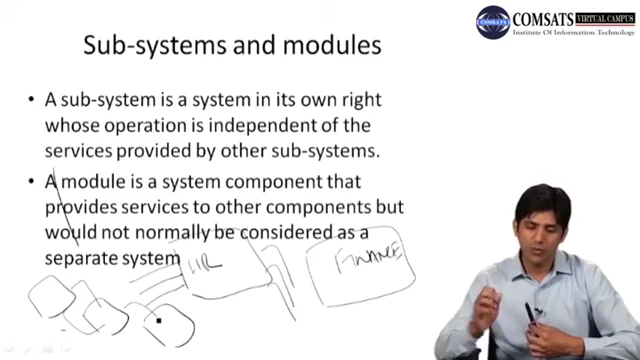 COMSATS VIRTUAL CAMPUS
Institute Of Information Technology
Sub-systems and modules
• A sub-system is a system in its own right
whose operation is independent of the
services provided by other sub-systems.
• A module is a system component that
provides services to other components but
would not normally be considered as a
separate system
HR
FINANCE